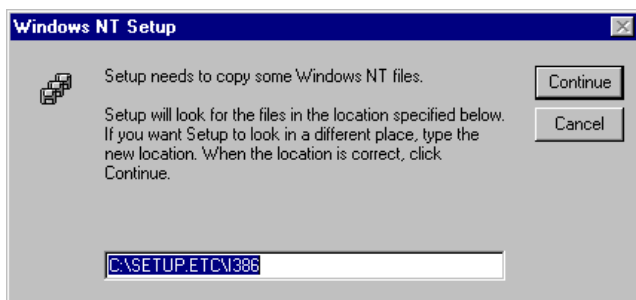 Windows NT Setup
Setup needs to copy some Windows NT files.
Continue
Setup will look for the files in the location specified below.
If you want Setup to look in a different place, type the
new location. When the location is correct, click
Continue.
Cancel
C:\SETUP.ETC\I386